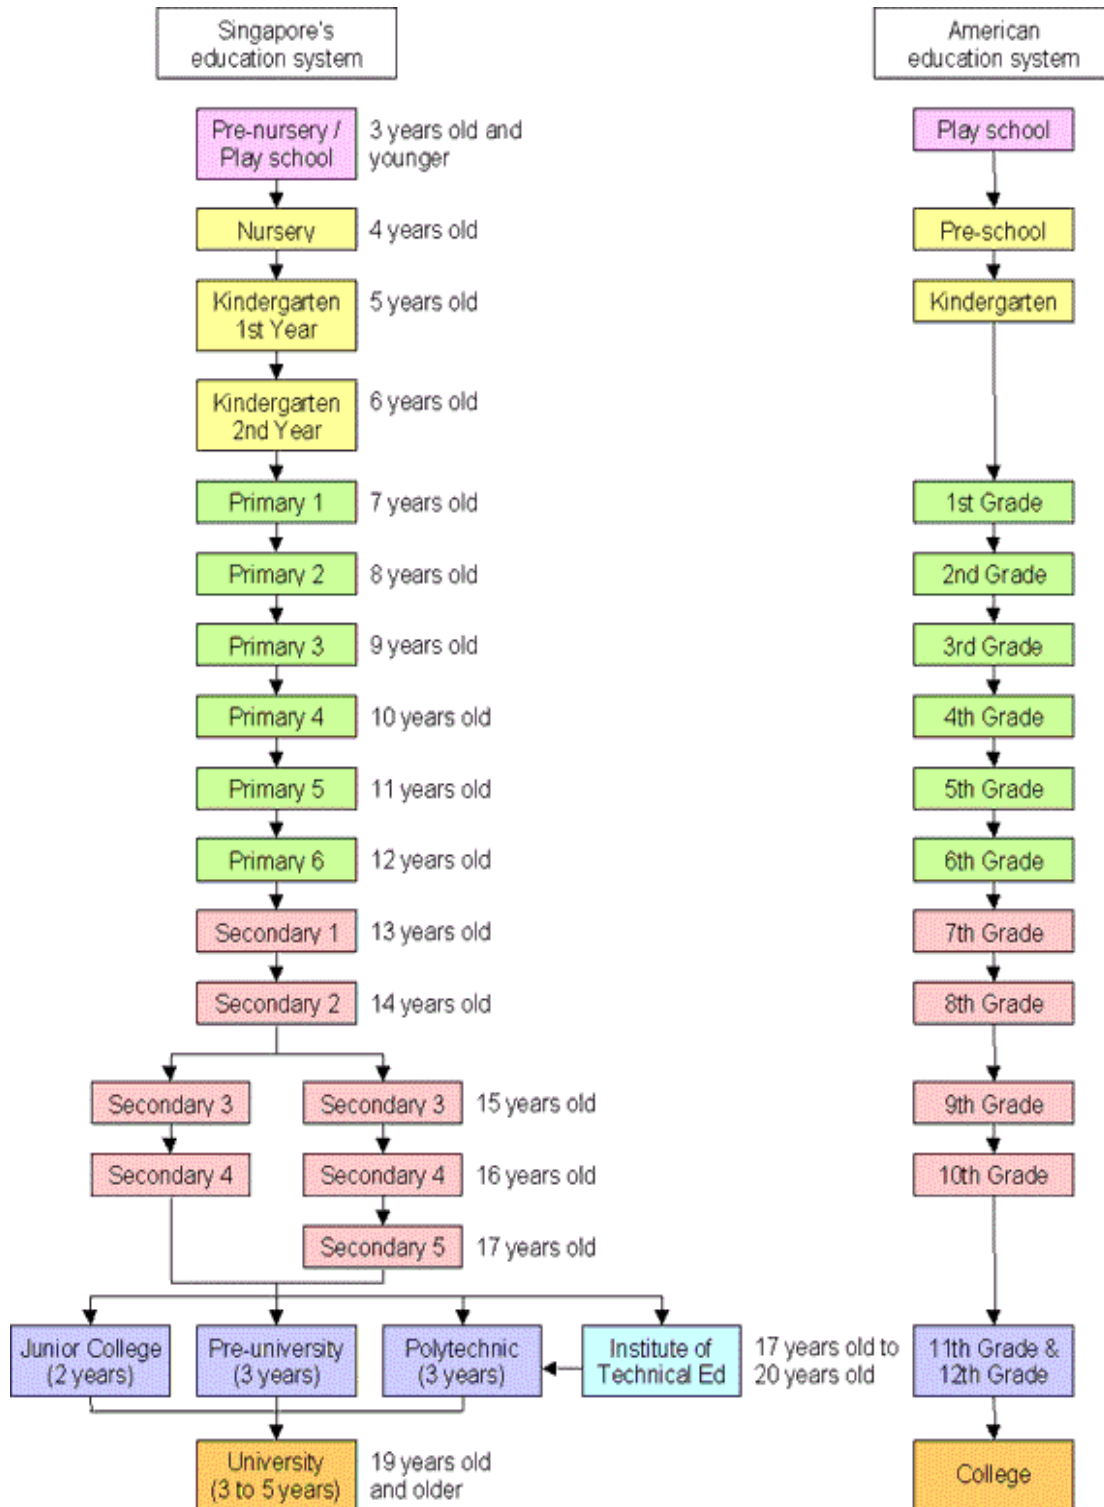 Singapore's
education system
American
education system
Pre-nursery /
Play school
3 years old and
younger
Play school
Nursery
4 years old
Pre-school
Kindergarten
1st Year
5 years old
Kindergarten
Kindergarten
2nd Year
6 years old
Primary 1
7 years old
1st Grade
Primary 2
8 years old
2nd Grade
Primary 3
9 years old
3rd Grade
Primary 4
10 years old
4th Grade
Primary 5
11 years old
5th Grade
Primary 6
12 years old
6th Grade
Secondary 1
13 years old
7th Grade
Secondary 2
14 years old
8th Grade
Secondary 3
Secondary 3
15 years old
9th Grade
Secondary 4
Secondary 4
16 years old
10th Grade
Secondary 5
17 years old
Junior College
(2 years)
Pre-university
(3 years)
Polytechnic
(3 years)
Institute of
Technical Ed
17 years old to
20 years old
11th Grade &
12th Grade
University
(3 to 5 years)
19 years old
and older
College